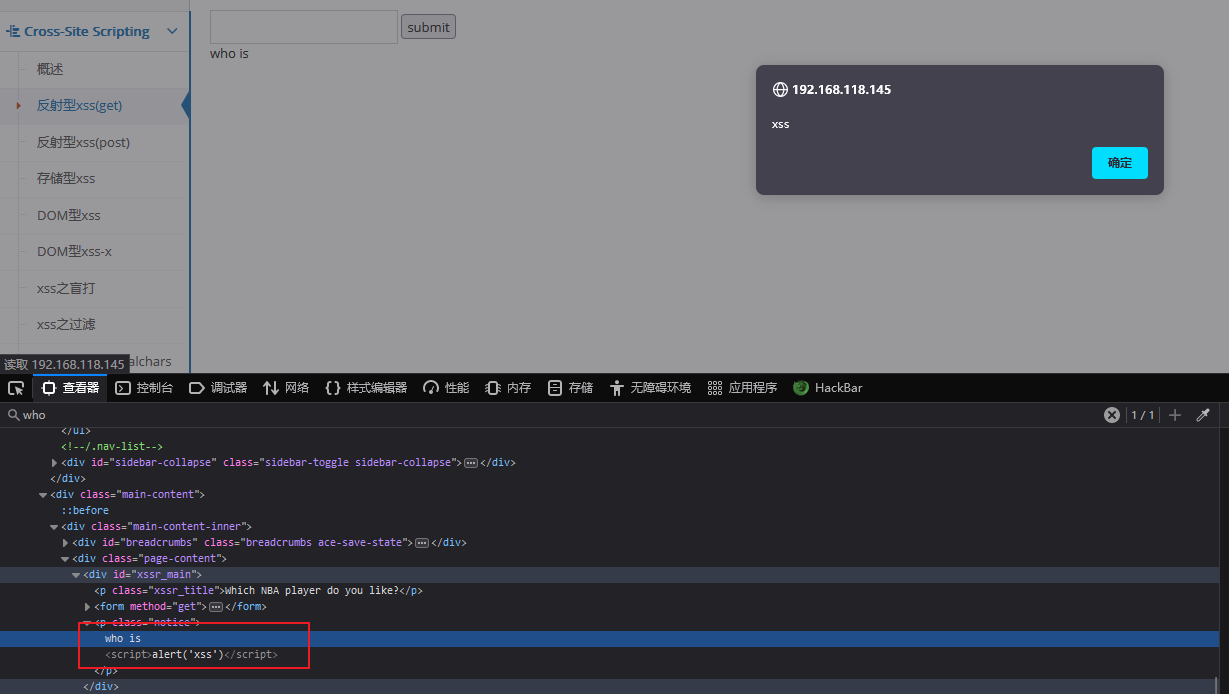 Cross-Site Scripting
概述
反射型xss(get)
反射型xss(post)
存储型xss
DOM型xss
DOM型xss-x
xss之盲打
xss之过滤
alchars
submit
who is
192.168.118.145
xss
确定
读取 192.168.118.145
查看器 控制台 调试器 网络 样式编辑器 性能 内存 存储 无障碍环境 应用程序 HackBar
who 1 / 1
</ul>
<!--/.nav-list-->
<div id="sidebar-collapse" class="sidebar-toggle sidebar-collapse">…</div>
</div>
<div class="main-content">
::before
<div class="main-content-inner">
<div id="breadcrumbs" class="breadcrumbs ace-save-state">…</div>
<div class="page-content">
<div id="xssr_main">
<p class="xssr_title">Which NBA player do you like?</p>
<form method="get">…</form>
<p class="notice">
who is
<script>alert('xss')</script>
</p>
</div>